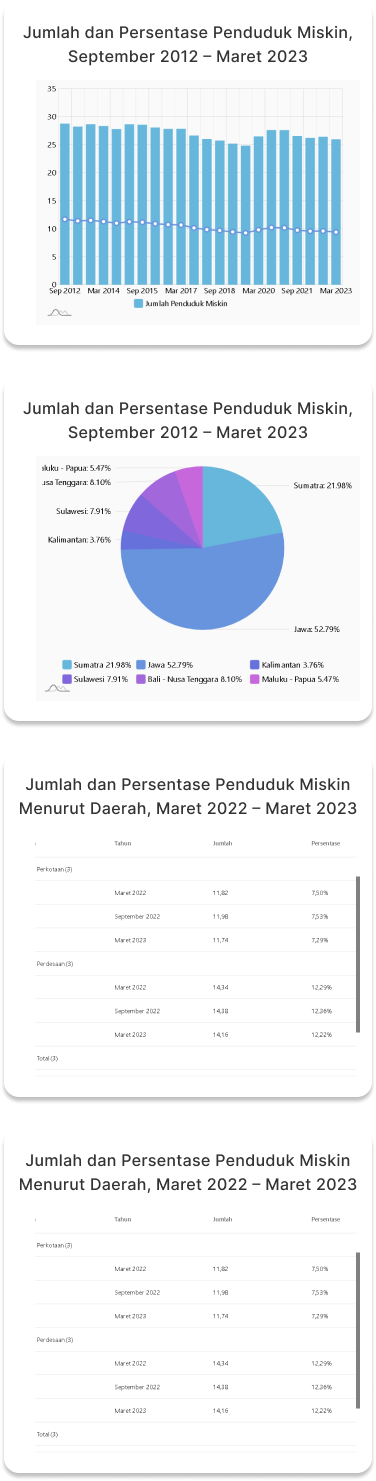 Jumlah dan Persentase Penduduk Miskin,
September 2012 – Maret 2023
35
30
25
20
15
10
5
0
Sep 2012 Mar 2014 Sep 2015 Mar 2017 Sep 2018 Mar 2020 Sep 2021 Mar 2023
Jumlah Penduduk Miskin
Jumlah dan Persentase Penduduk Miskin,
September 2012 – Maret 2023
aluku - Papua: 5.47%
usa Tenggara: 8.10%
Sumatra: 21.98%
Sulawesi: 7.91%
Kalimantan: 3.76%
Jawa: 52.79%
Sumatra 21.98% Jawa 52.79% Kalimantan 3.76%
Sulawesi 7.91% Bali - Nusa Tenggara 8.10% Maluku - Papua 5.47%
Jumlah dan Persentase Penduduk Miskin
Menurut Daerah, Maret 2022 – Maret 2023
Tahun Jumlah Persentase
Perkotaan (3)
Maret 2022 11,82 7,50%
September 2022 11,98 7,53%
Maret 2023 11,74 7,29%
Perdesaan (3)
Maret 2022 14,34 12,29%
September 2022 14,38 12,36%
Maret 2023 14,16 12,22%
Total (3)
Jumlah dan Persentase Penduduk Miskin
Menurut Daerah, Maret 2022 – Maret 2023
Tahun Jumlah Persentase
Perkotaan (3)
Maret 2022 11,82 7,50%
September 2022 11,98 7,53%
Maret 2023 11,74 7,29%
Perdesaan (3)
Maret 2022 14,34 12,29%
September 2022 14,38 12,36%
Maret 2023 14,16 12,22%
Total (3)